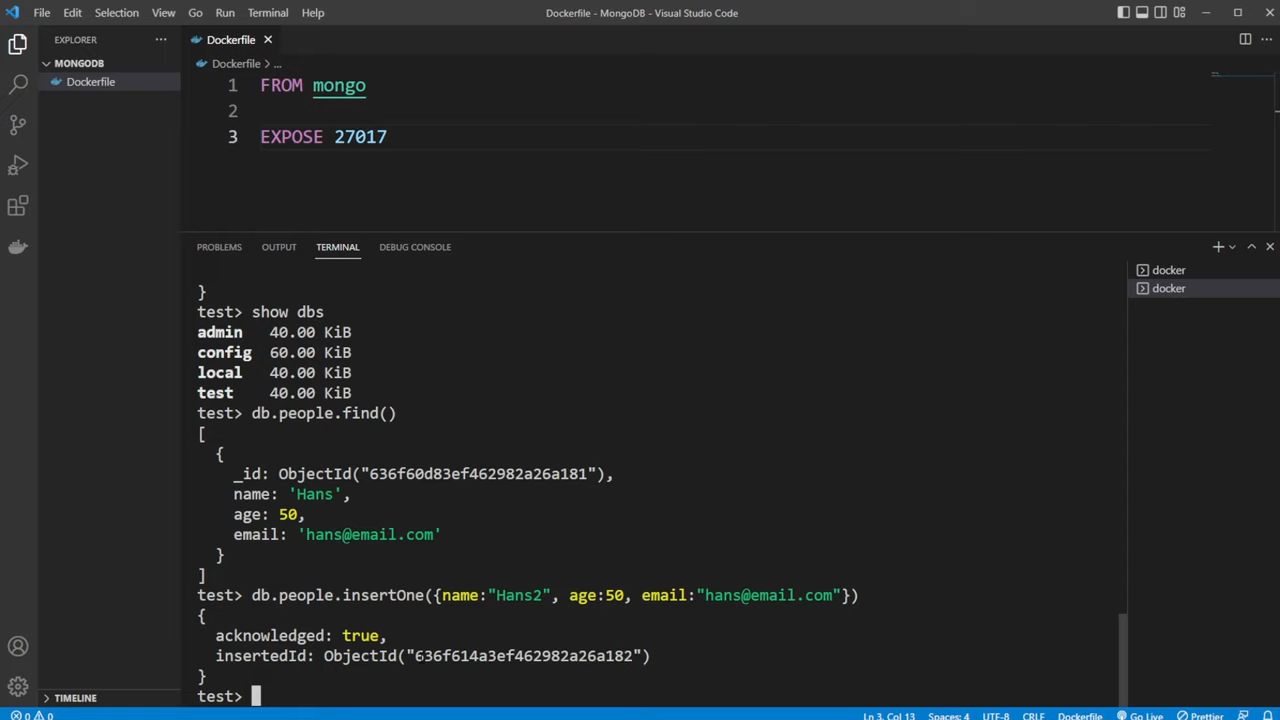 File Edit Selection View Go Run Terminal Help Dockerfile - MongoDB - Visual Studio Code
EXPLORER
MONGODB
Dockerfile
Dockerfile
Dockerfile > ...
1 FROM mongo
2
3 EXPOSE 27017
PROBLEMS OUTPUT TERMINAL DEBUG CONSOLE
docker
docker
}
test> show dbs
admin 40.00 KiB
config 60.00 KiB
local 40.00 KiB
test 40.00 KiB
test> db.people.find()
[
{
_id: ObjectId("636f60d83ef462982a26a181"),
name: 'Hans',
age: 50,
email: 'hans@email.com'
}
]
test> db.people.insertOne({name:"Hans2", age:50, email:"hans@email.com"})
{
acknowledged: true,
insertedId: ObjectId("636f614a3ef462982a26a182")
}
test>
TIMELINE
0 0 Ln 3, Col 13 Spaces: 4 UTF-8 CRLF Dockerfile Go Live Prettier